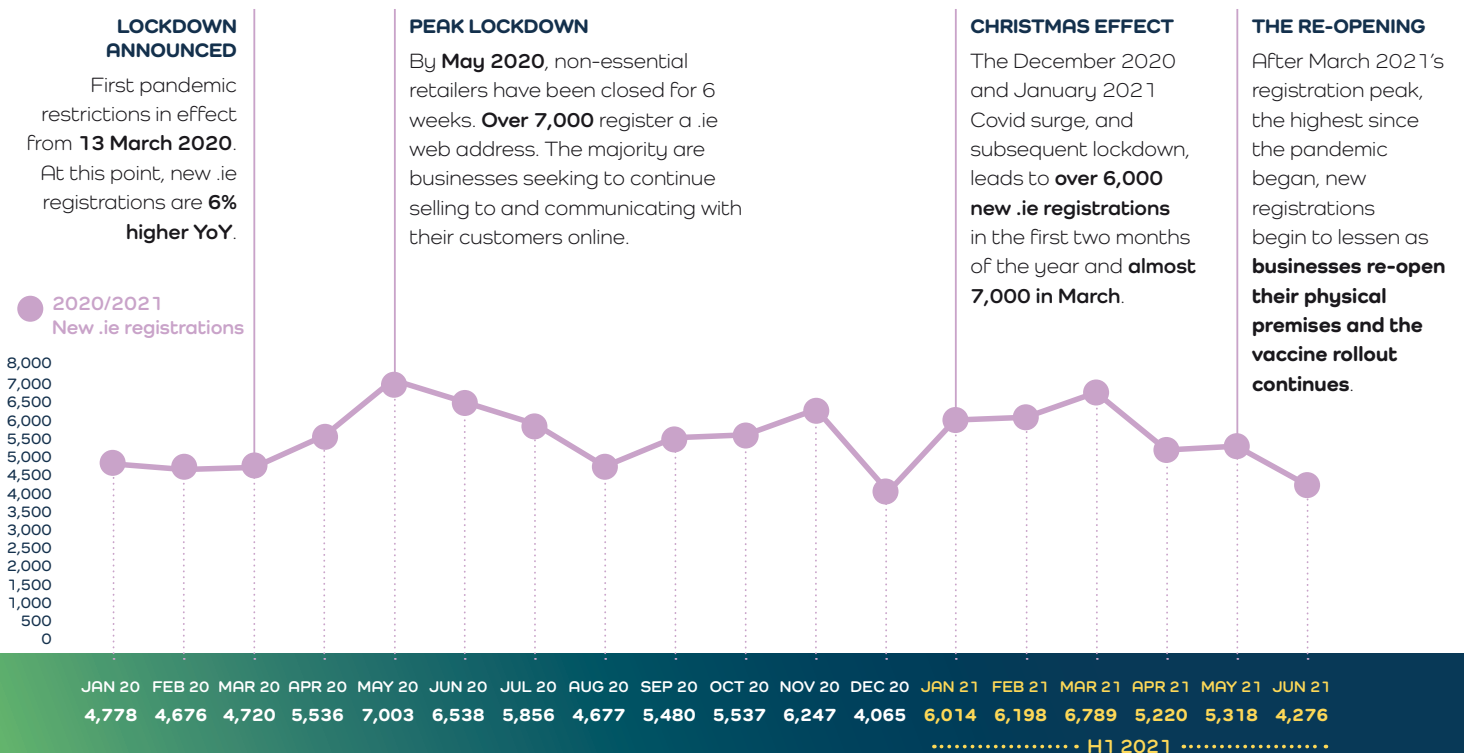 LOCKDOWN
ANNOUNCED
First pandemic
restrictions in effect
from 13 March 2020.
At this point, new .ie
registrations are 6%
higher YoY.
PEAK LOCKDOWN
By May 2020, non-essential
retailers have been closed for 6
weeks. Over 7,000 register a .ie
web address. The majority are
businesses seeking to continue
selling to and communicating with
their customers online.
CHRISTMAS EFFECT
The December 2020
and January 2021
Covid surge, and
subsequent lockdown,
leads to over 6,000
new .ie registrations
in the first two months
of the year and almost
7,000 in March.
THE RE-OPENING
After March 2021's
registration peak,
the highest since
the pandemic
began, new
registrations
begin to lessen as
businesses re-open
their physical
premises and the
vaccine rollout
continues.
2020/2021
New .ie registrations
8,000
7,000
6,500
6,000
5,500
5,000
4,500
4,000
3,500
3,000
2,500
2,000
1,500
1,000
500
0
JAN 20 FEB 20 MAR 20 APR 20 MAY 20 JUN 20 JUL 20 AUG 20 SEP 20 OCT 20 NOV 20 DEC 20 JAN 21 FEB 21 MAR 21 APR 21 MAY 21 JUN 21
4,778 4,676 4,720 5,536 7,003 6,538 5,856 4,677 5,480 5,537 6,247 4,065 6,014 6,198 6,789 5,220 5,318 4,276
H1 2021